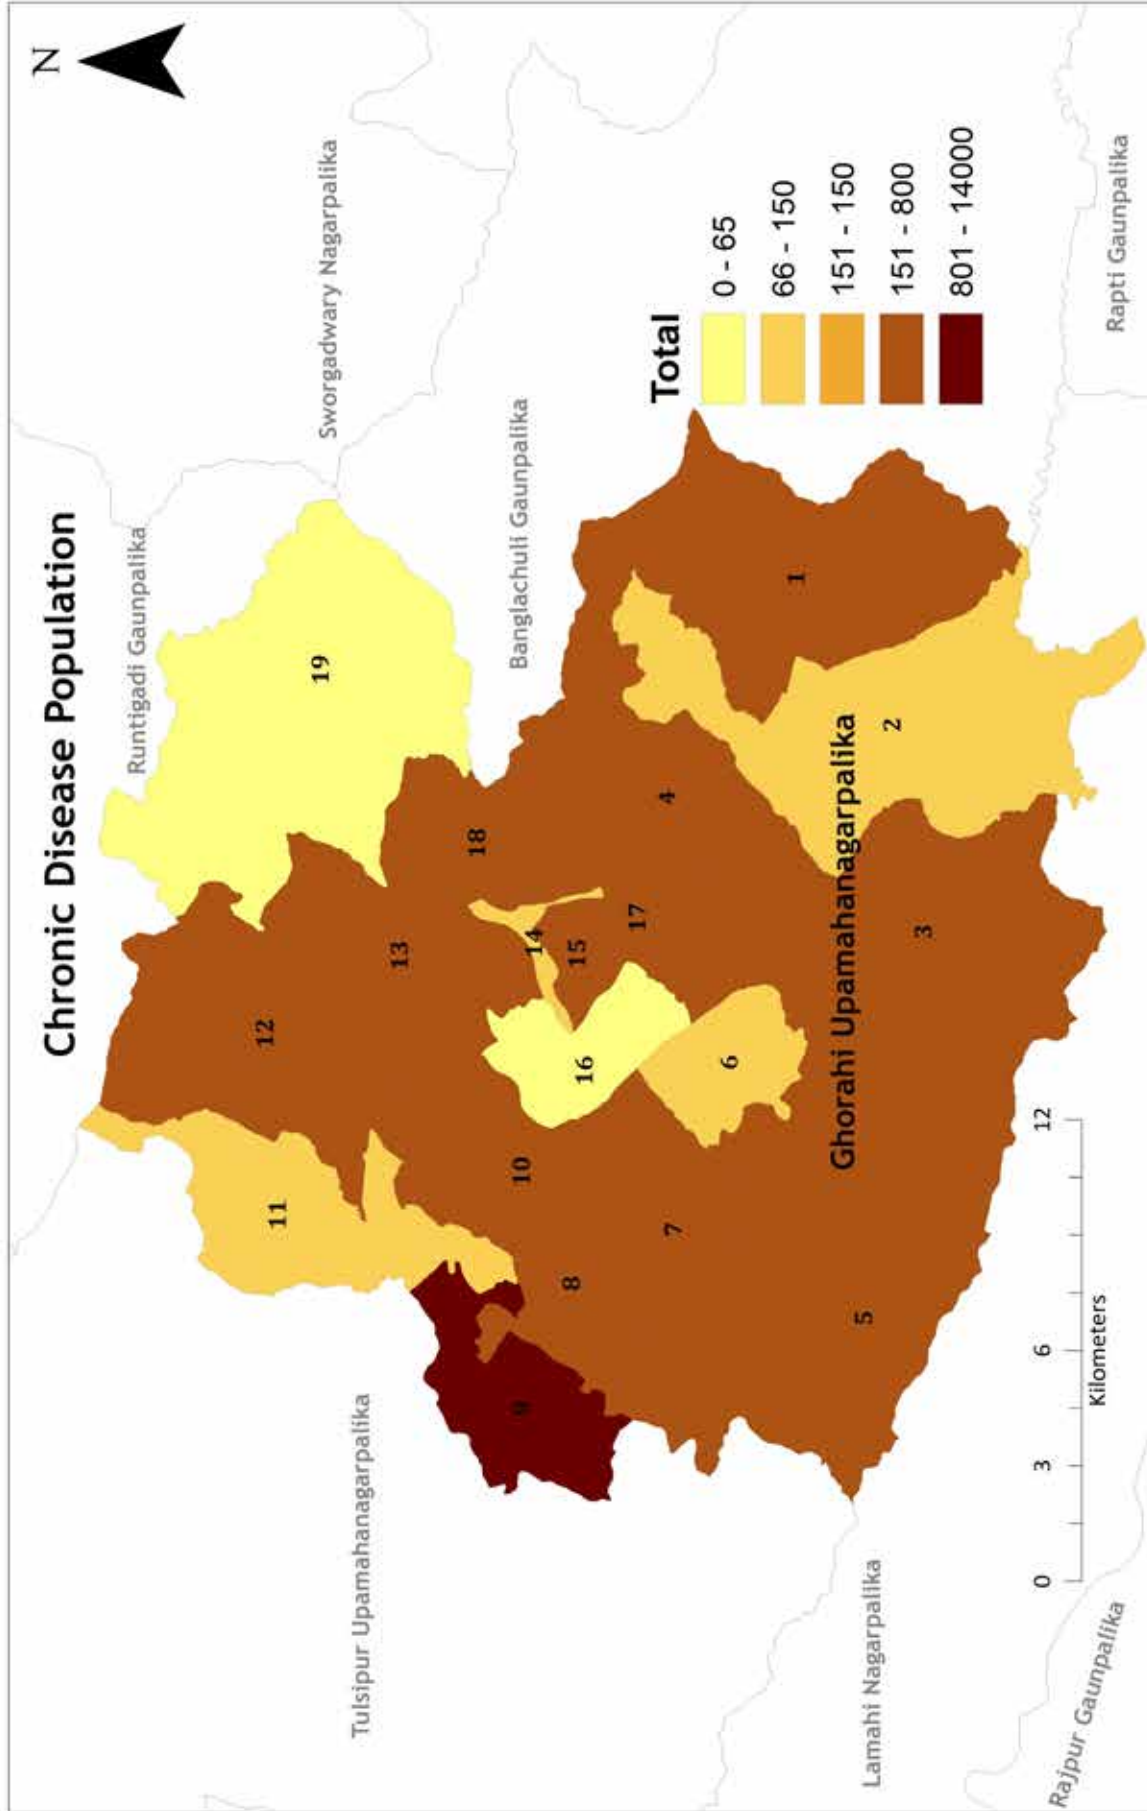 Chronic Disease Population
N
Runtigadi Gaunpalika
Sworgadwary Nagarpalika
Banglachuli Gaunpalika
Tulsipur Upamahanagarpalika
Lamahi Nagarpalika
Rajpur Gaunpalika
Rapti Gaunpalika
Ghorahi Upamahanagarpalika
19
12
11
13
18
14
15
17
16
10
9
8
7
6
4
1
2
3
5
Total
0 - 65
66 - 150
151 - 150
151 - 800
801 - 14000
0 3 6 12
Kilometers